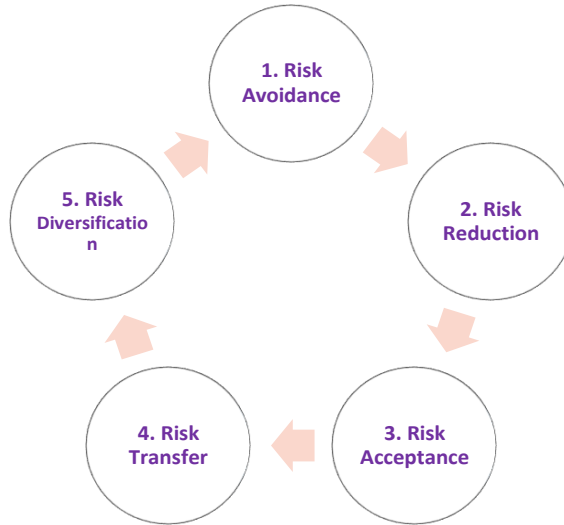 1. Risk
Avoidance
2. Risk
Reduction
3. Risk
Acceptance
4. Risk
Transfer
5. Risk
Diversificatio
n